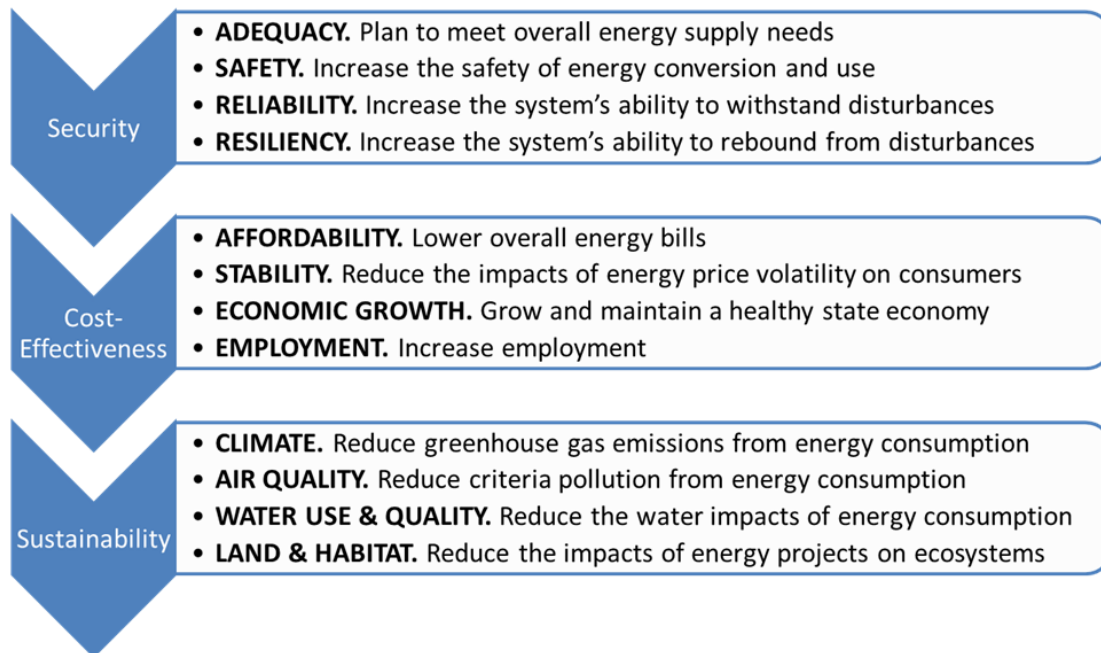 Security
• ADEQUACY. Plan to meet overall energy supply needs
• SAFETY. Increase the safety of energy conversion and use
• RELIABILITY. Increase the system's ability to withstand disturbances
• RESILIENCY. Increase the system's ability to rebound from disturbances
Cost-
Effectiveness
• AFFORDABILITY. Lower overall energy bills
• STABILITY. Reduce the impacts of energy price volatility on consumers
• ECONOMIC GROWTH. Grow and maintain a healthy state economy
• EMPLOYMENT. Increase employment
Sustainability
• CLIMATE. Reduce greenhouse gas emissions from energy consumption
• AIR QUALITY. Reduce criteria pollution from energy consumption
• WATER USE & QUALITY. Reduce the water impacts of energy consumption
• LAND & HABITAT. Reduce the impacts of energy projects on ecosystems